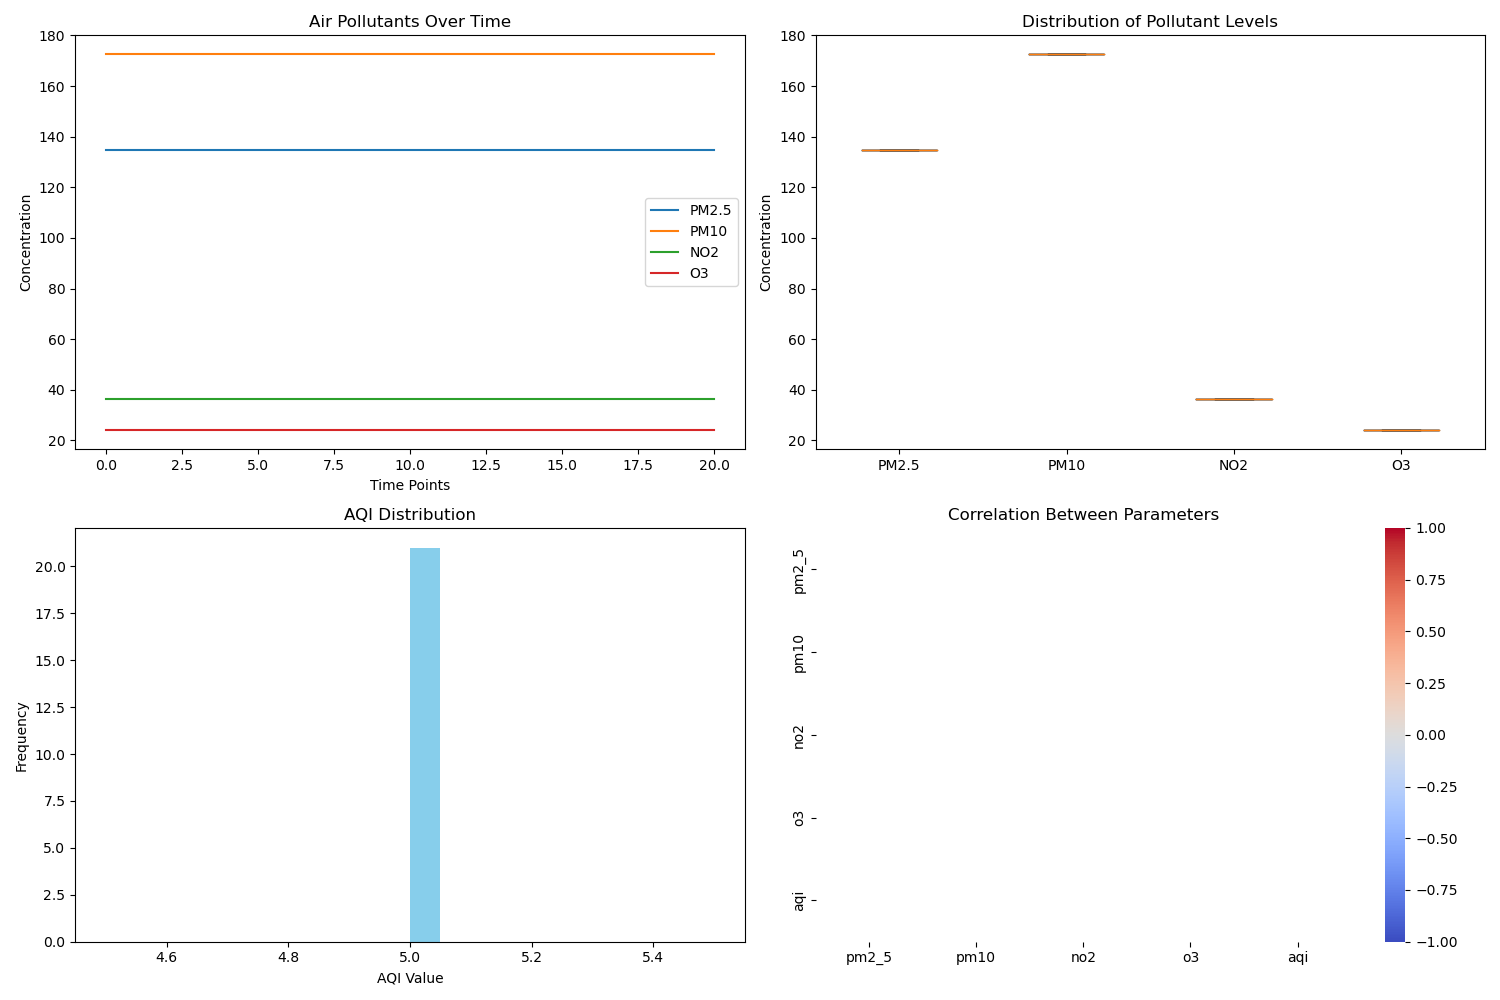 Air Pollutants Over Time
180
160
140
120
100
80
60
40
20
Concentration
PM2.5
PM10
NO2
O3
0.0 2.5 5.0 7.5 10.0 12.5 15.0 17.5 20.0
Time Points
Distribution of Pollutant Levels
180
160
140
120
100
80
60
40
20
Concentration
PM2.5 PM10 NO2 O3
AQI Distribution
20.0
17.5
15.0
12.5
10.0
7.5
5.0
2.5
0.0
Frequency
4.6 4.8 5.0 5.2 5.4
AQI Value
Correlation Between Parameters
pm2_5
pm10
no2
o3
aqi
pm2_5 pm10 no2 o3 aqi
1.00
0.75
0.50
0.25
0.00
−0.25
−0.50
−0.75
−1.00